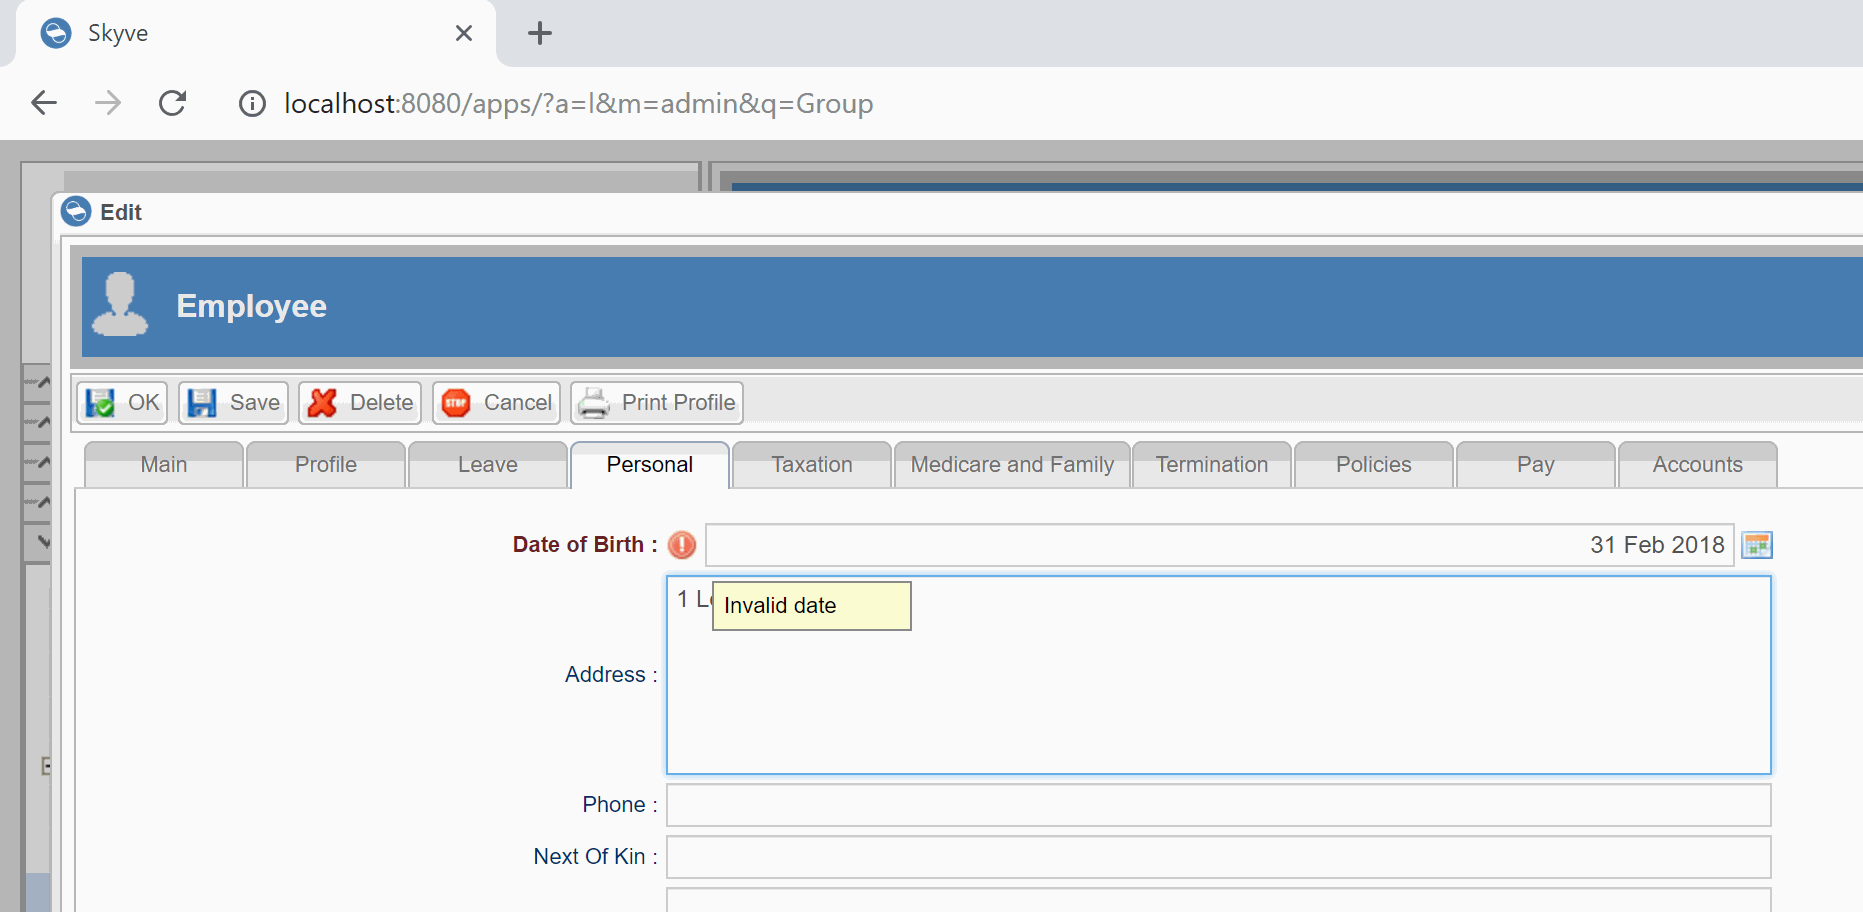 Skyve
localhost:8080/apps/?a=l&m=admin&q=Group
Edit
Employee
OK Save Delete STOP Cancel Print Profile
Main Profile Leave Personal Taxation Medicare and Family Termination Policies Pay Accounts
Date of Birth : 31 Feb 2018
1
Invalid date
Address :
Phone :
Next Of Kin :